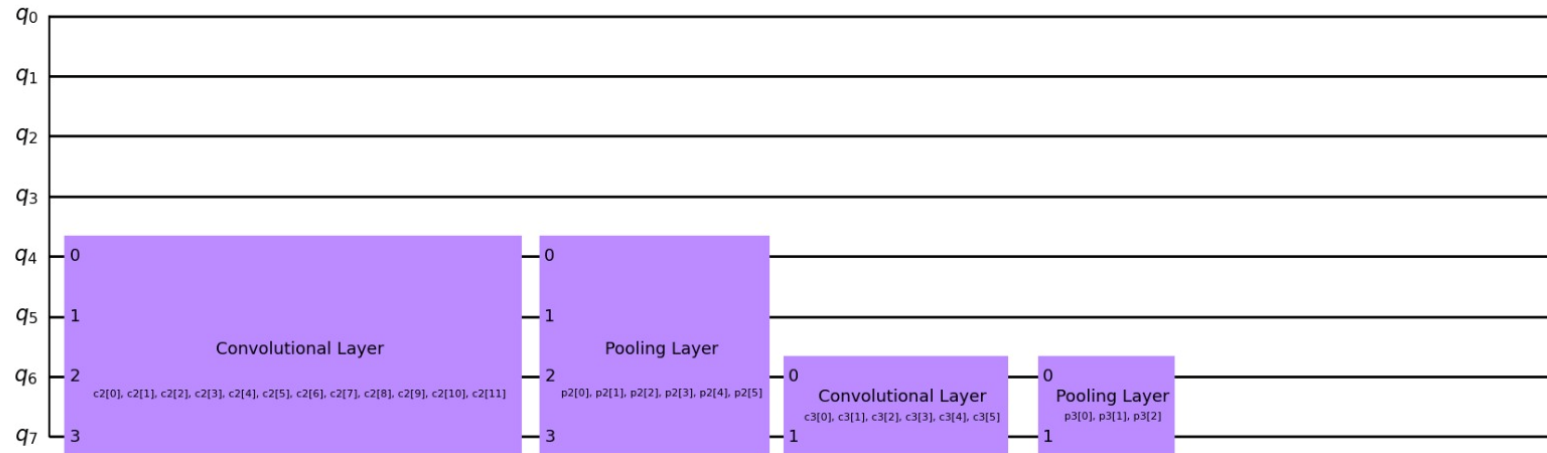 q0
q1
q2
q3
q4 0 0
q5 1 1
Convolutional Layer Pooling Layer
q6 2 2 0 0
c2[0], c2[1], c2[2], c2[3], c2[4], c2[5], c2[6], c2[7], c2[8], c2[9], c2[10], c2[11] p2[0], p2[1], p2[2], p2[3], p2[4], p2[5] Convolutional Layer Pooling Layer
c3[0], c3[1], c3[2], c3[3], c3[4], c3[5] p3[0], p3[1], p3[2]
q7 3 3 1 1